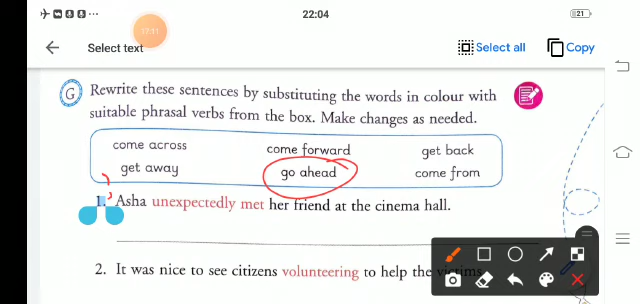 22:04
21
Select text
Select all
Copy
G Rewrite these sentences by substituting the words in colour with
suitable phrasal verbs from the box. Make changes as needed.
come across come forward get back
get away go ahead come from
1. Asha unexpectedly met her friend at the cinema hall.
2. It was nice to see citizens volunteering to help the victims.